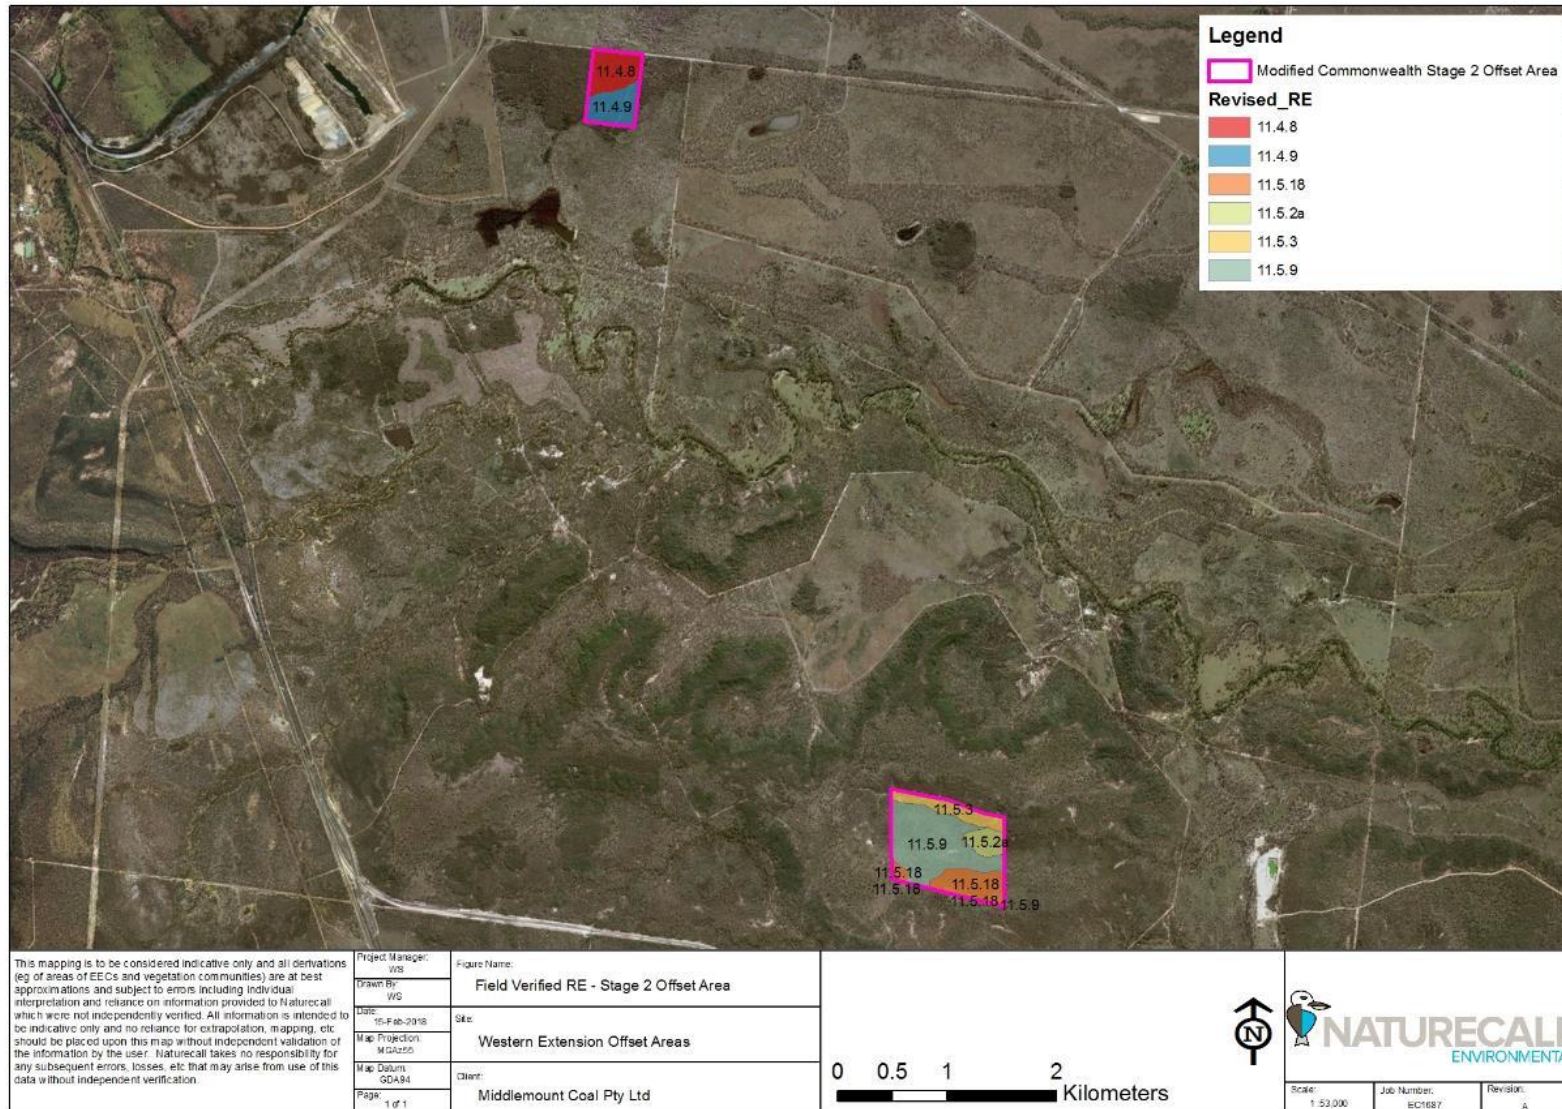 Legend
Modified Commonwealth Stage 2 Offset Area
Revised_RE
11.4.8
11.4.9
11.5.18
11.5.2a
11.5.3
11.5.9
11.4.8
11.4.9
11.5.3
11.5.9
11.5.2a
11.5.18
11.5.18
11.5.18
11.5.18
11.5.9
This mapping is to be considered indicative only and all derivations
(eg of areas of EECs and vegetation communities) are at best
approximations and subject to errors including individual
interpretation and reliance on information provided to Naturecall
which were not independently verified. All information is intended to
be indicative only and no reliance for extrapolation, mapping, etc
should be placed upon this map without independent validation of
the information by the user. Naturecall takes no responsibility for
any subsequent errors, losses, etc that may arise from use of this
data without independent verification.
Project Manager:
WS
Drawn By:
WS
Date:
15-Feb-2018
Map Projection:
MGAz55
Map Datum:
GDA94
Page:
1 of 1
Figure Name:
Field Verified RE - Stage 2 Offset Area
Site:
Western Extension Offset Areas
Client:
Middlemount Coal Pty Ltd
0 0.5 1 2
Kilometers
N
NATURECALL
ENVIRONMENTA
Scale:
1:53,000
Job Number:
EC1687
Revision:
A